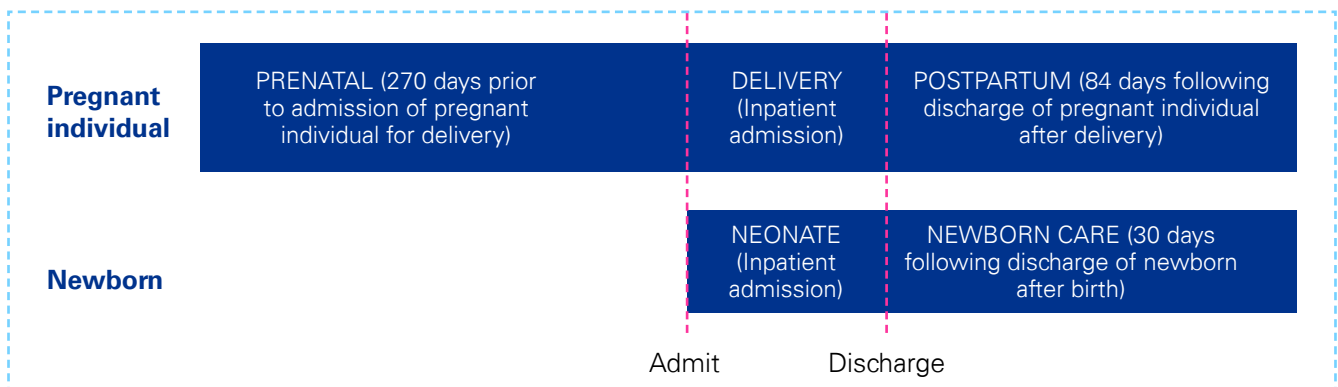 Pregnant
individual
PRENATAL (270 days prior
to admission of pregnant
individual for delivery)
DELIVERY
(Inpatient
admission)
POSTPARTUM (84 days following
discharge of pregnant individual
after delivery)
Newborn
NEONATE
(Inpatient
admission)
NEWBORN CARE (30 days
following discharge of newborn
after birth)
Admit
Discharge